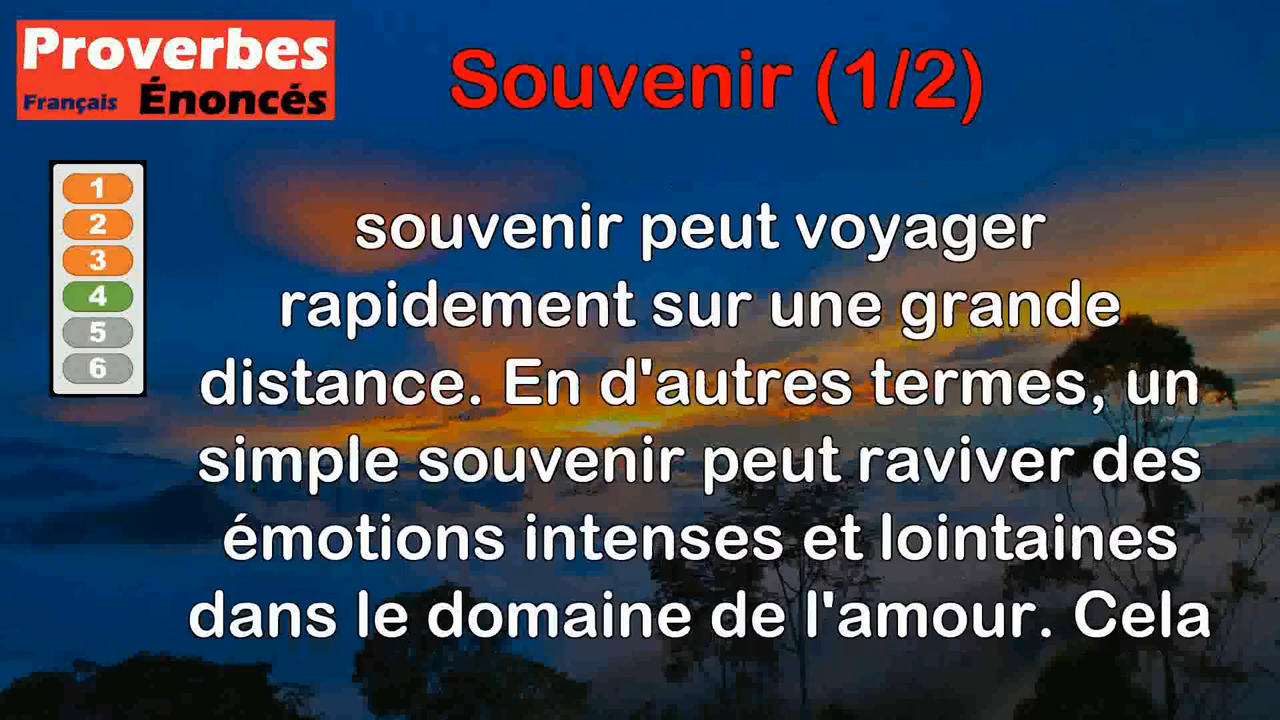 Proverbes
Français Énoncés
Souvenir (1/2)
1
2
3
4
5
6
souvenir peut voyager
rapidement sur une grande
distance. En d'autres termes, un
simple souvenir peut raviver des
émotions intenses et lointaines
dans le domaine de l'amour. Cela